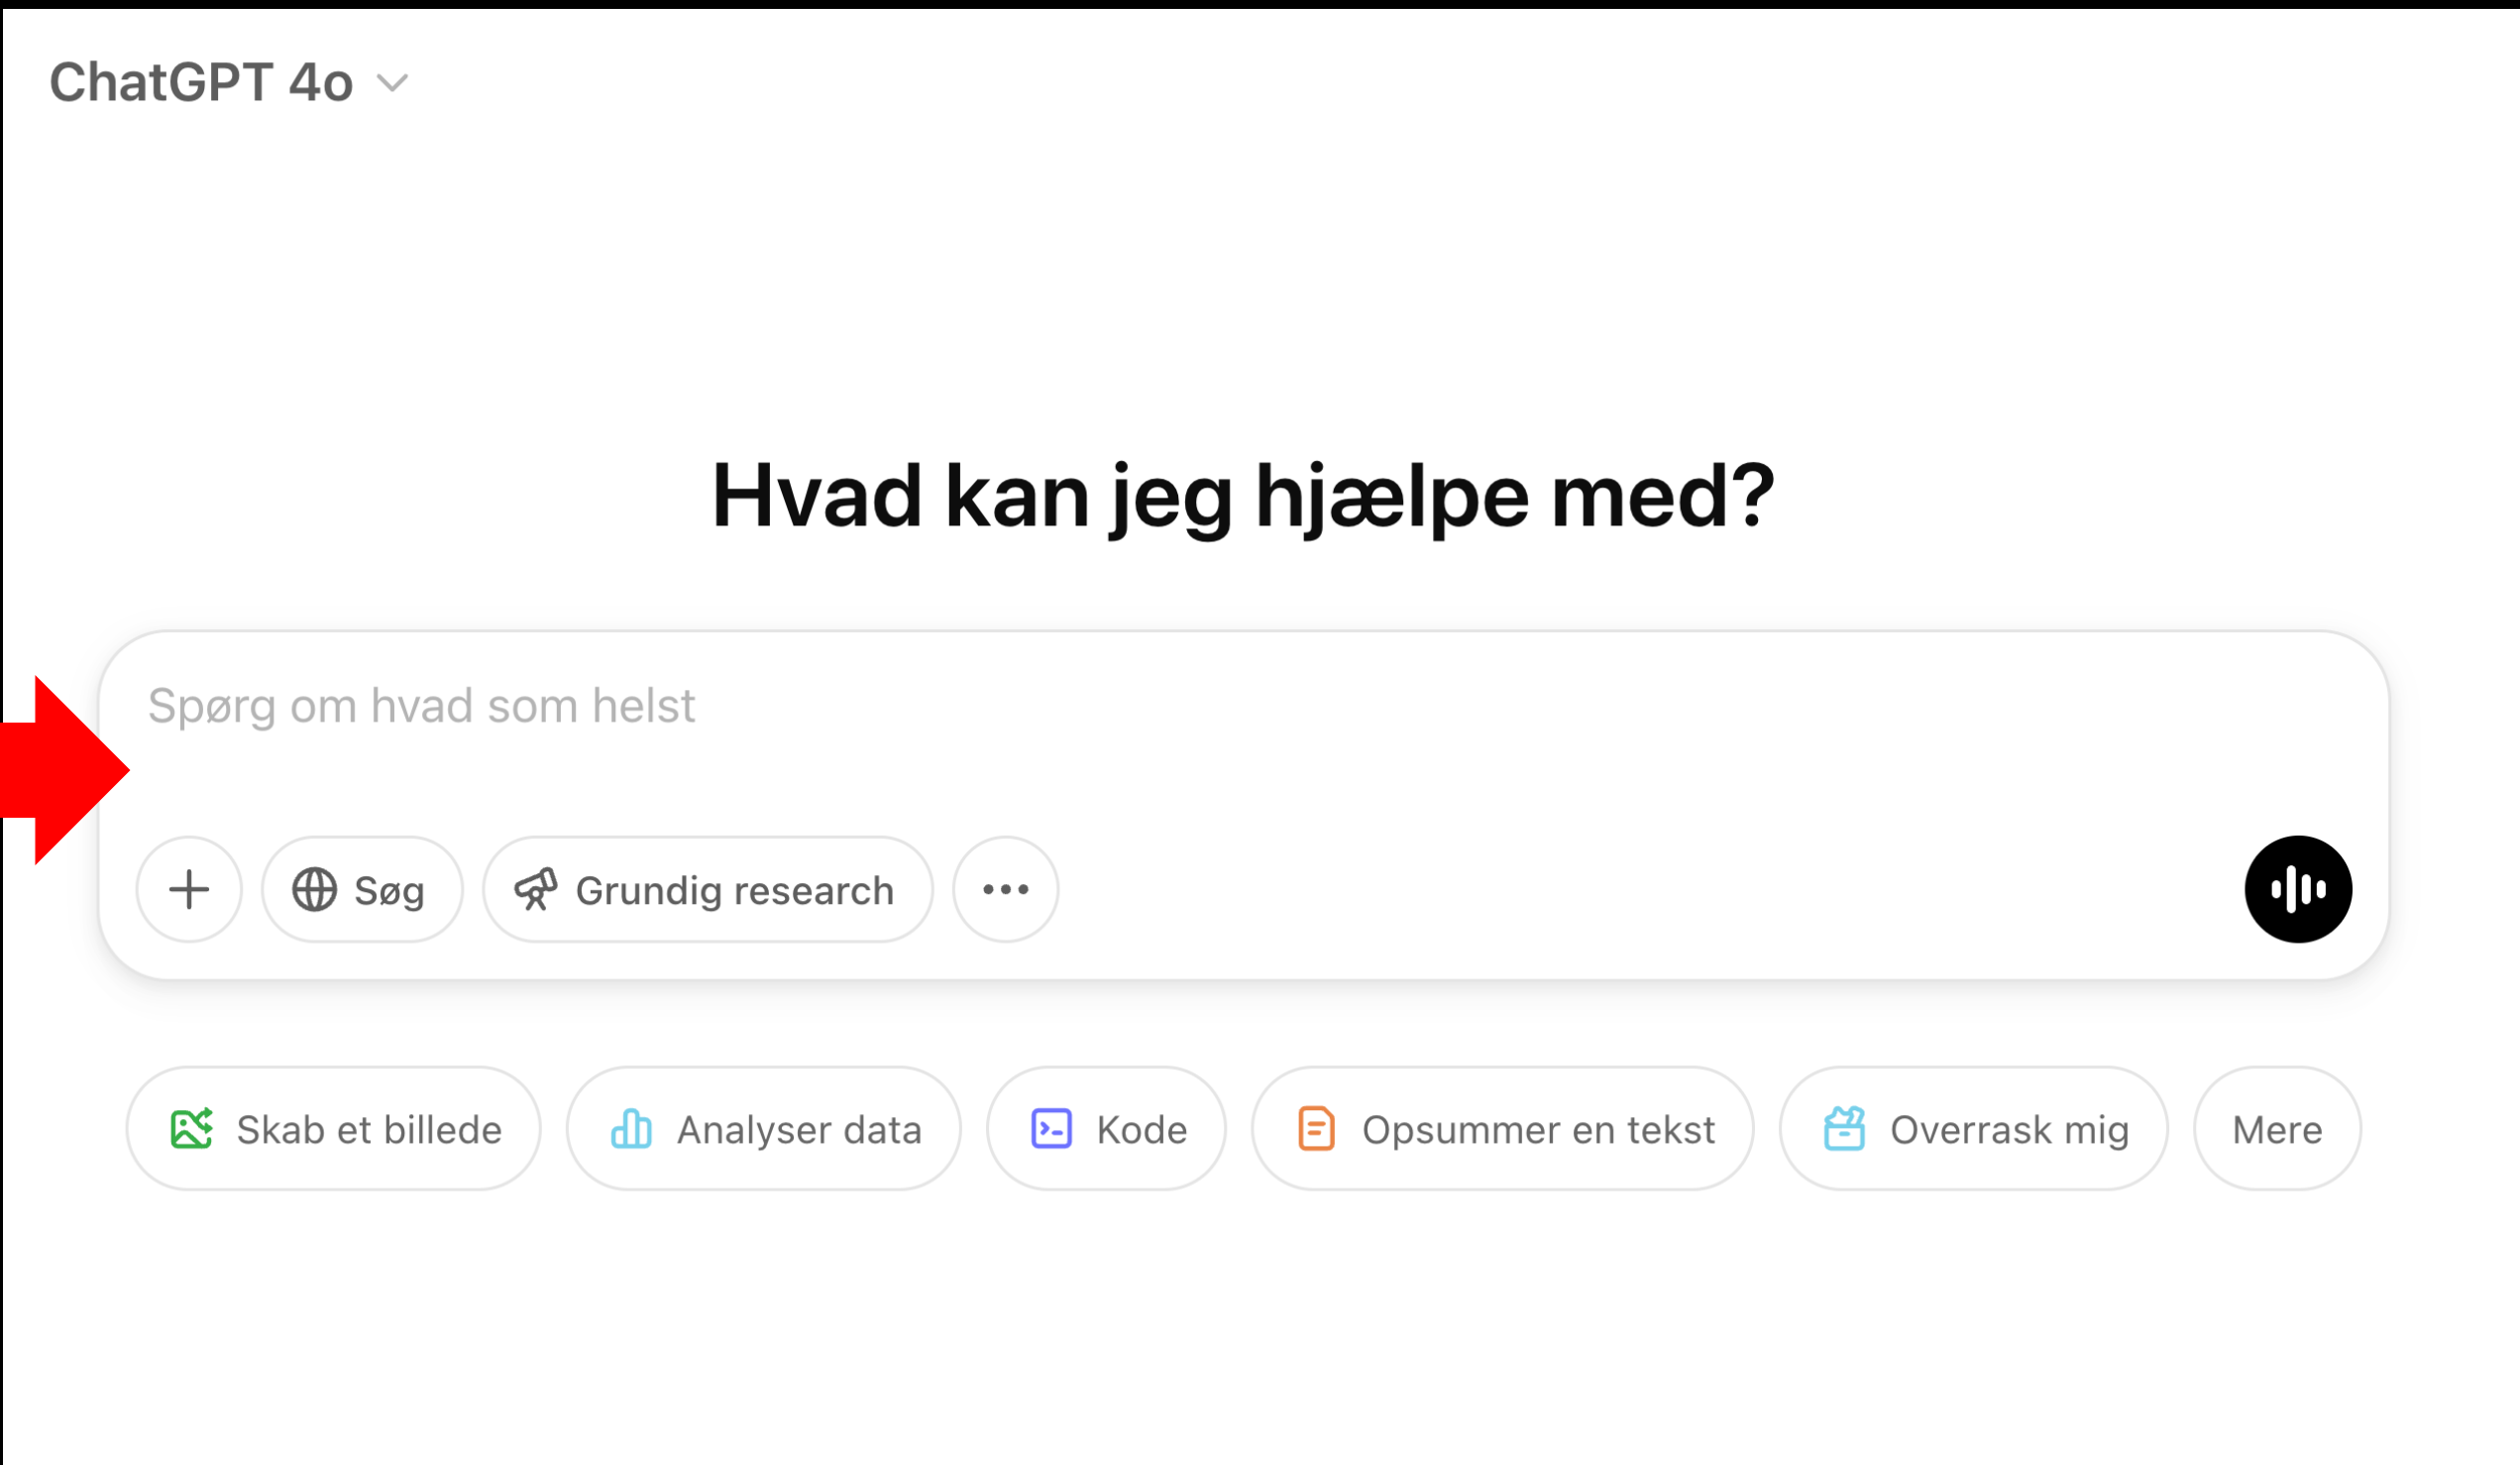 ChatGPT 4o
Hvad kan jeg hjælpe med?
Spørg om hvad som helst
Søg Grundig research
Skab et billede Analyser data Kode Opsummer en tekst Overrask mig Mere